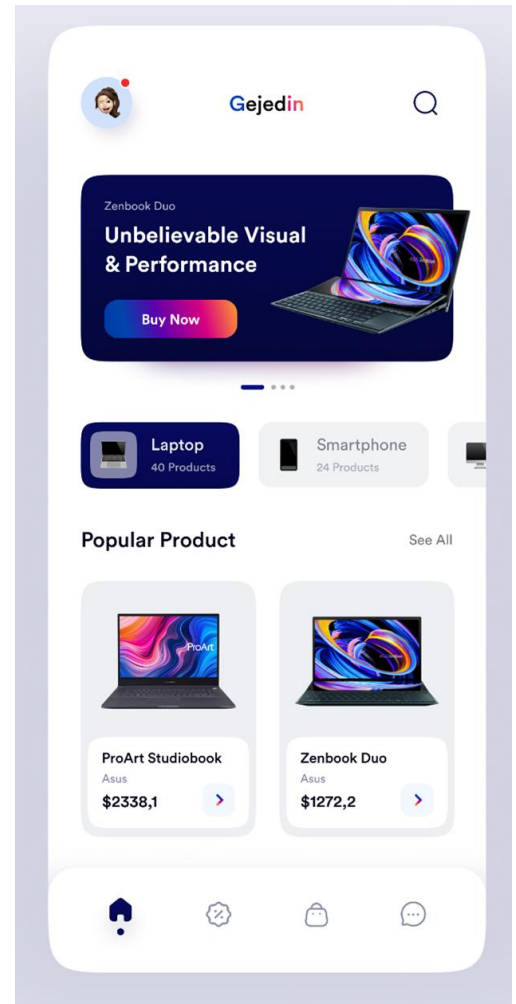 Gejedin
Zenbook Duo
Unbelievable Visual
& Performance
Buy Now
Laptop
40 Products
Smartphone
24 Products
Popular Product
See All
ProArt
ProArt Studiobook
Asus
$2338,1
Zenbook Duo
Asus
$1272,2